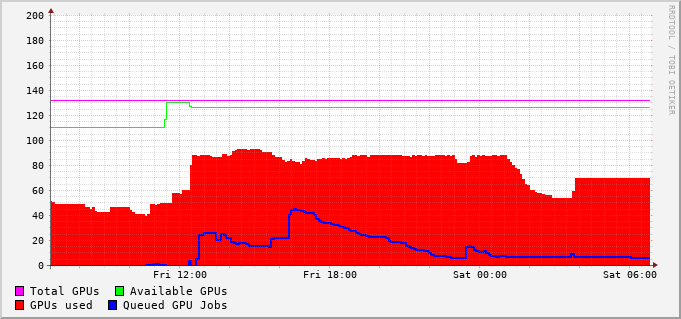 200
180
160
140
120
100
80
60
40
20
0
Fri 12:00 Fri 18:00 Sat 00:00 Sat 06:00
Total GPUs Available GPUs
GPUs used Queued GPU Jobs
RRDTOOL / TOBI OETIKER